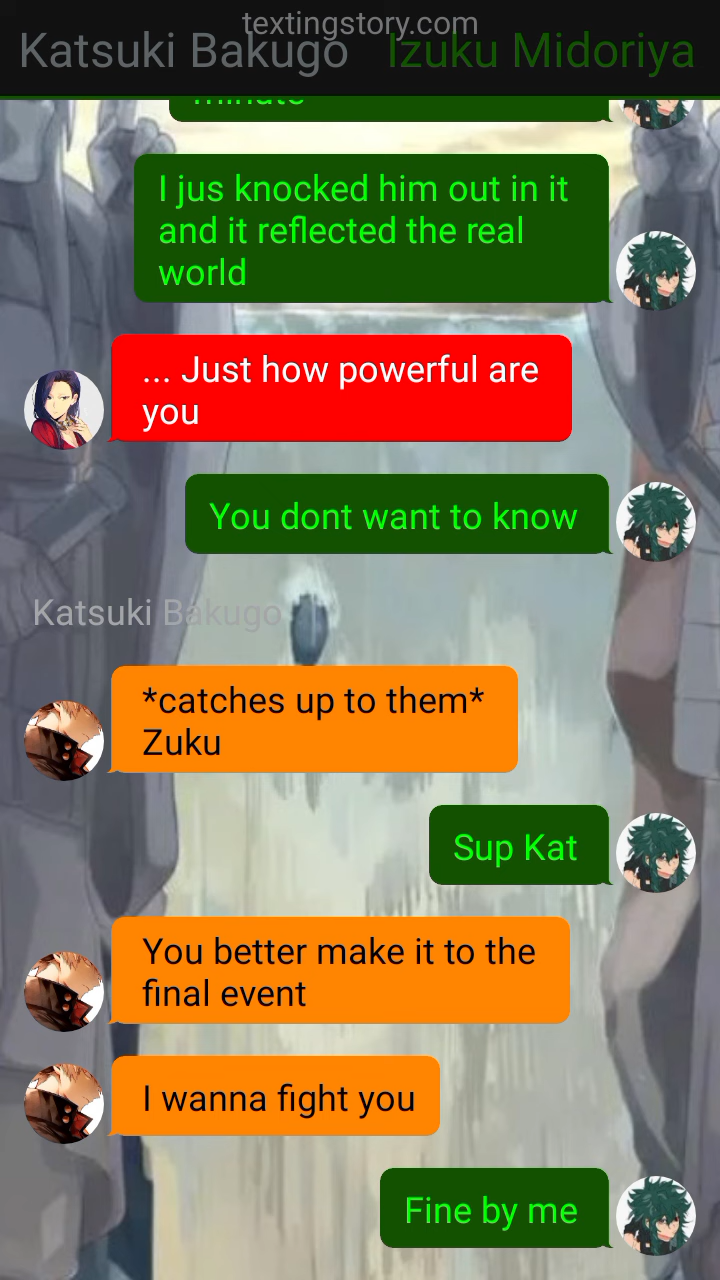 textingstory.com
Katsuki Bakugo Izuku Midoriya
minute
I jus knocked him out in it
and it reflected the real
world
... Just how powerful are
you
You dont want to know
Katsuki Bakugo
*catches up to them*
Zuku
Sup Kat
You better make it to the
final event
I wanna fight you
Fine by me